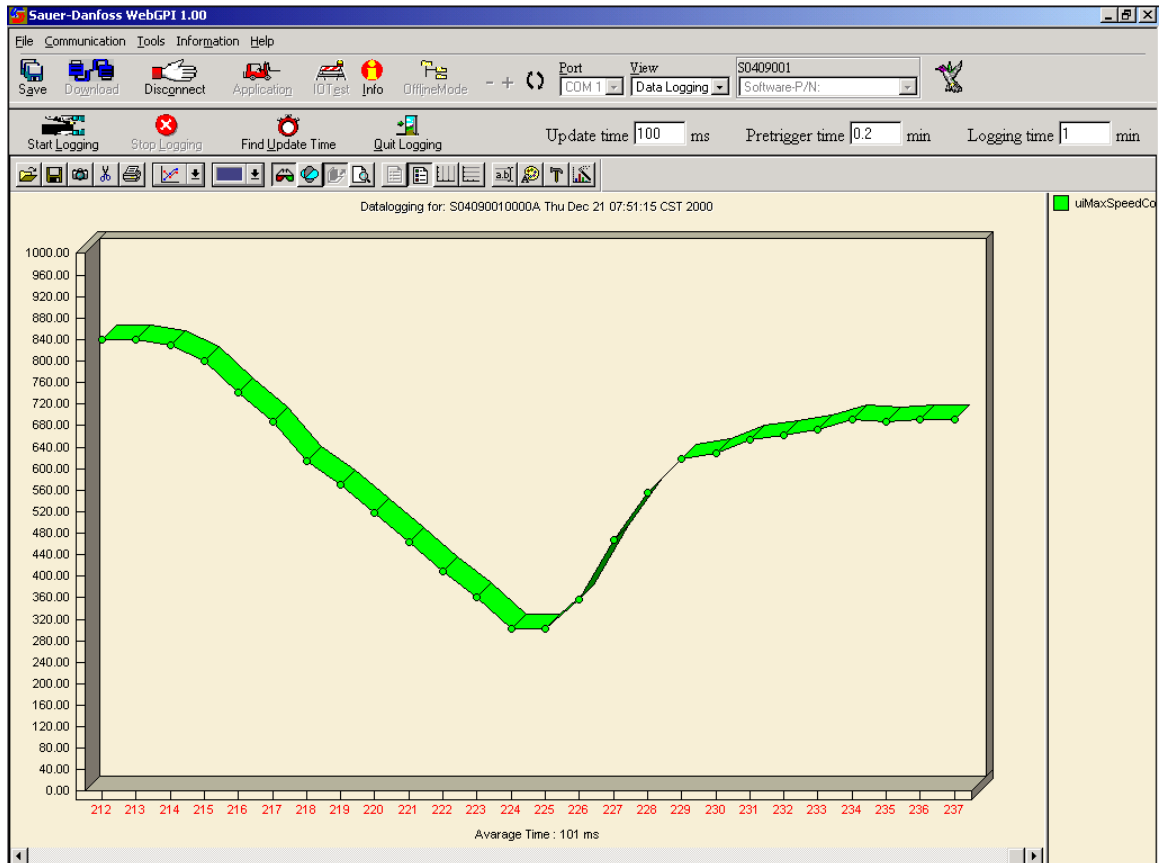 Sauer-Danfoss WebGPI 1.00
File Communication Tools Information Help
Port View S0409001
Save Download Disconnect Application IOTest Info OfflineMode - + COM 1 Data Logging Software-P/N:
Start Logging Stop Logging Find Update Time Quit Logging Update time 100 ms Pretrigger time 0.2 min Logging time 1 min
a.b T
Datalogging for: S04090010000A Thu Dec 21 07:51:15 CST 2000
uiMaxSpeedCo
1000.00
960.00
920.00
880.00
840.00
800.00
760.00
720.00
680.00
640.00
600.00
560.00
520.00
480.00
440.00
400.00
360.00
320.00
280.00
240.00
200.00
160.00
120.00
80.00
40.00
0.00
212 213 214 215 216 217 218 219 220 221 222 223 224 225 226 227 228 229 230 231 232 233 234 235 236 237
Avarage Time : 101 ms